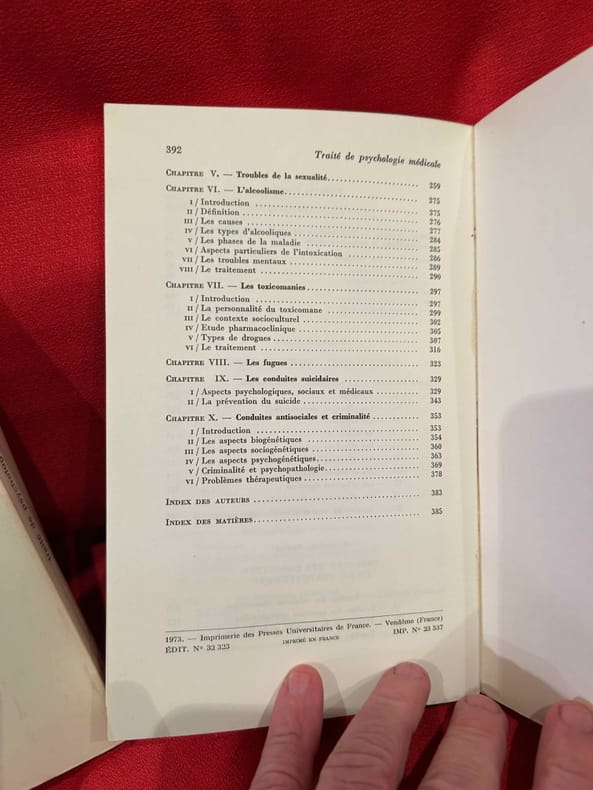 392 Traité de psychologie médicale
CHAPITRE V. — Troubles de la sexualité 259
CHAPITRE VI. — L'alcoolisme 275
I / Introduction 275
II / Définition 276
III / Les causes 277
IV / Les types d'alcooliques 284
V / Les phases de la maladie 285
VI / Aspects particuliers de l'intoxication 286
VII / Les troubles mentaux 289
VIII / Le traitement 290
CHAPITRE VII. — Les toxicomanies 297
I / Introduction 297
II / La personnalité du toxicomane 299
III / Le contexte socioculturel 302
IV / Etude pharmacoclinique 305
V / Types de drogues 307
VI / Le traitement 316
CHAPITRE VIII. — Les fugues 323
CHAPITRE IX. — Les conduites suicidaires 329
I / Aspects psychologiques, sociaux et médicaux 329
II / La prévention du suicide 343
CHAPITRE X. — Conduites antisociales et criminalité 353
I / Introduction 353
II / Les aspects biogénétiques 354
III / Les aspects sociogénétiques 360
IV / Les aspects psychogénétiques 363
V / Criminalité et psychopathologie 369
VI / Problèmes thérapeutiques 378
INDEX DES AUTEURS 383
INDEX DES MATIÈRES 385
1973. — Imprimerie des Presses Universitaires de France. — Vendôme (France)
ÉDIT. N° 32 323 IMPRIMÉ EN FRANCE IMP. N° 23 337